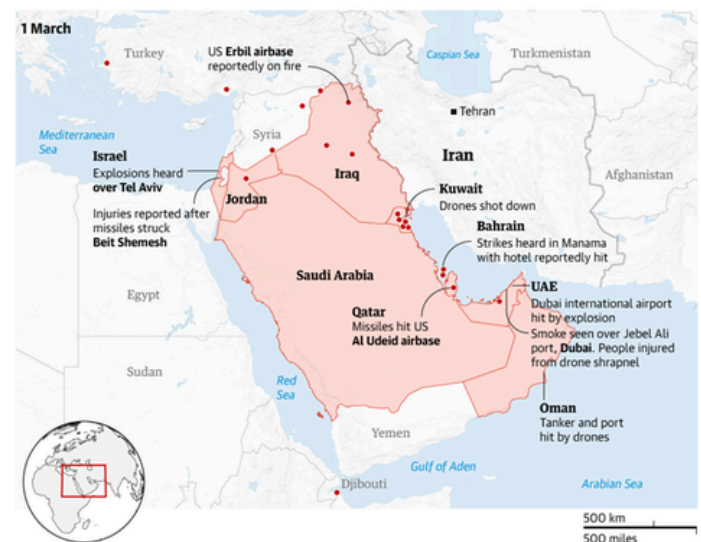 1 March
Turkey
US Erbil airbase
reportedly on fire
Caspian Sea
Turkmenistan
Tehran
Mediterranean
Sea
Syria
Israel
Explosions heard
over Tel Aviv
Injuries reported after
missiles struck
Beit Shemesh
Iran
Afghanistan
Iraq
Jordan
Kuwait
Drones shot down
Bahrain
Strikes heard in Manama
with hotel reportedly hit
Saudi Arabia
Egypt
Qatar
Missiles hit US
Al Udeid airbase
UAE
Dubai international airport
hit by explosion
Smoke seen over Jebel Ali
port, Dubai. People injured
from drone shrapnel
Sudan
Red
Sea
Oman
Tanker and port
hit by drones
Yemen
Gulf of Aden
Arabian Sea
Djibouti
500 km
500 miles